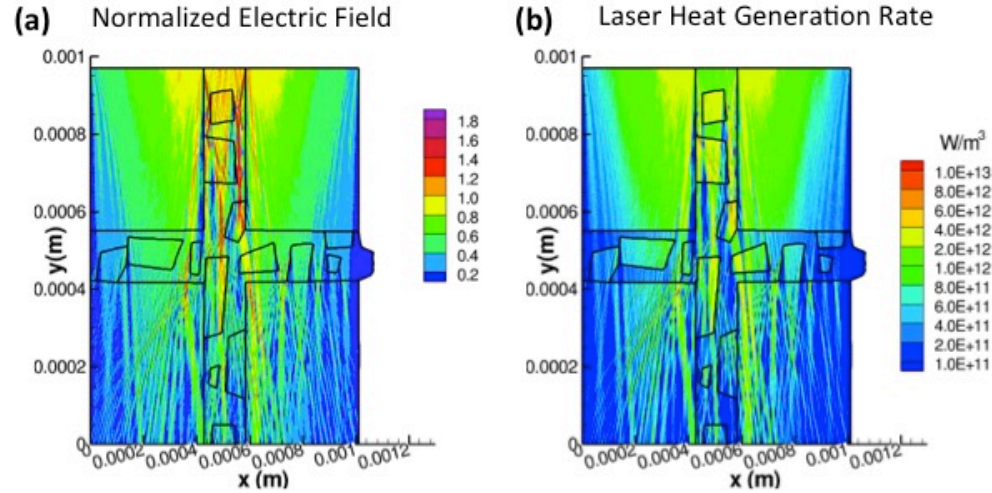 (a) Normalized Electric Field
0.001
0.0008
0.0006
0.0004
0.0002
0
y(m)
0.0002 0.0004 0.0006 0.0008 0.001 0.0012
x (m)
1.8
1.6
1.4
1.2
1.0
0.8
0.6
0.4
0.2
(b) Laser Heat Generation Rate
0.001
0.0008
0.0006
0.0004
0.0002
0
y(m)
0.0002 0.0004 0.0006 0.0008 0.001 0.0012
x (m)
W/m³
1.0E+13
8.0E+12
6.0E+12
4.0E+12
2.0E+12
1.0E+12
8.0E+11
6.0E+11
4.0E+11
2.0E+11
1.0E+11